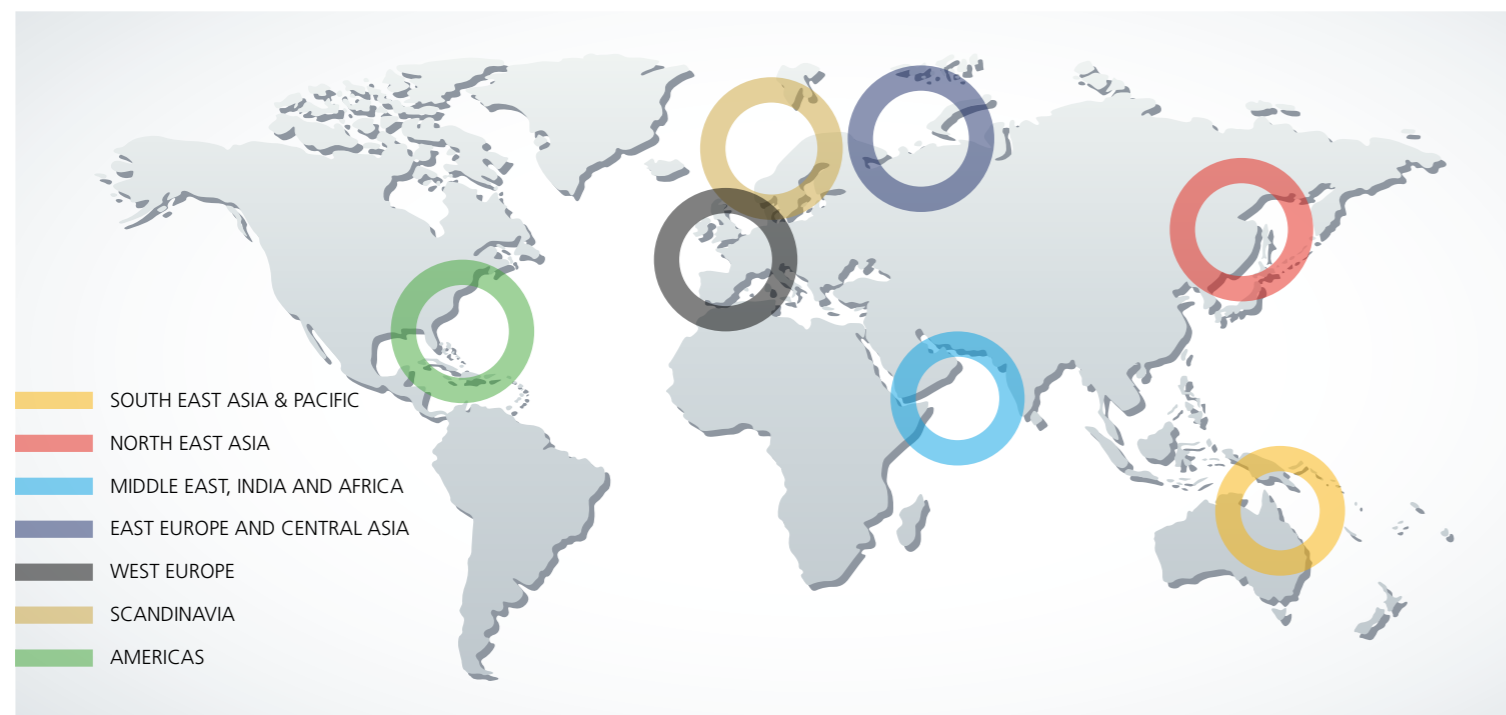 SOUTH EAST ASIA & PACIFIC
NORTH EAST ASIA
MIDDLE EAST, INDIA AND AFRICA
EAST EUROPE AND CENTRAL ASIA
WEST EUROPE
SCANDINAVIA
AMERICAS